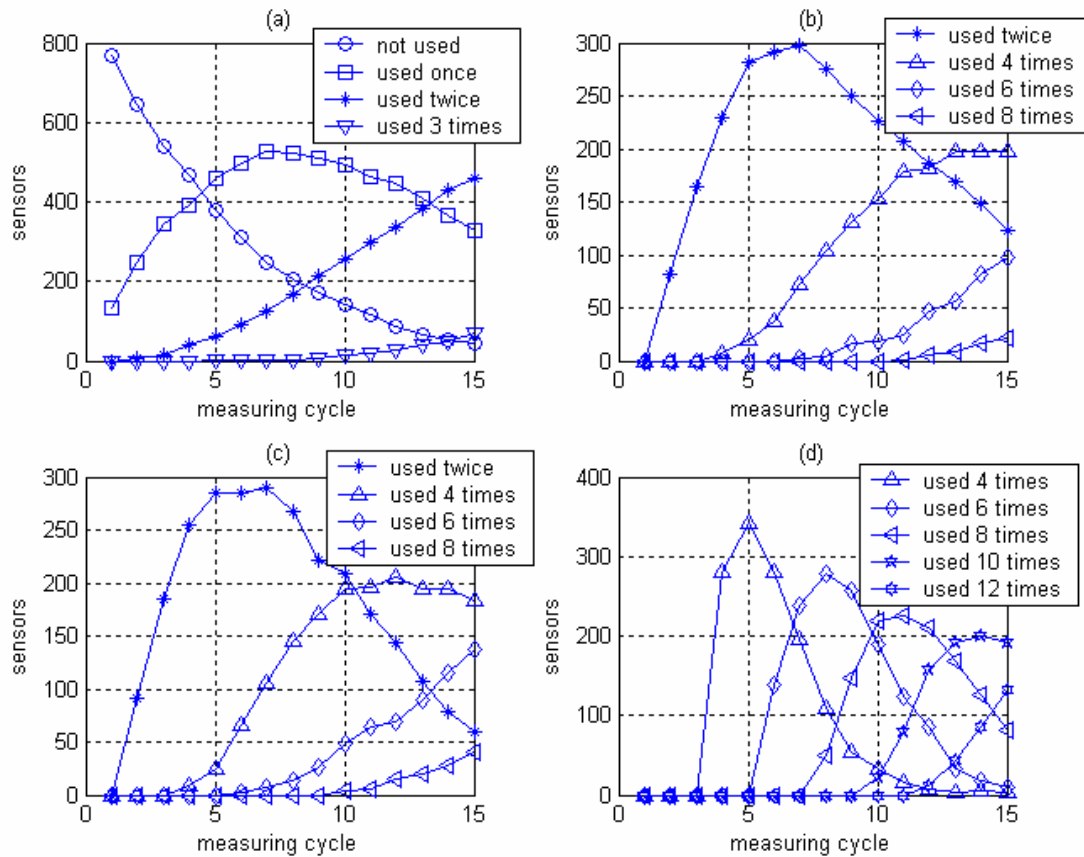 (a)
not used
used once
used twice
used 3 times
800
600
400
200
0
0 5 10 15
sensors
measuring cycle
(b)
used twice
used 4 times
used 6 times
used 8 times
300
250
200
150
100
50
0
0 5 10 15
sensors
measuring cycle
(c)
used twice
used 4 times
used 6 times
used 8 times
300
250
200
150
100
50
0
0 5 10 15
sensors
measuring cycle
(d)
used 4 times
used 6 times
used 8 times
used 10 times
used 12 times
400
300
200
100
0
0 5 10 15
sensors
measuring cycle